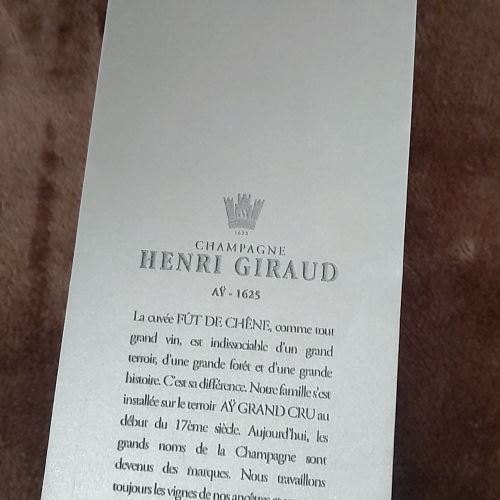 AY
1625
CHAMPAGNE
HENRI GIRAUD
AŸ - 1625
La cuvée FÛT DE CHÊNE, comme tout
grand vin, est indissociable d'un grand
terroir, d'une grande forêt et d'une grande
histoire. C'est sa différence. Notre famille s'est
installée sur le terroir AŸ GRAND CRU au
début du 17ème siècle. Aujourd'hui, les
grands noms de la Champagne sont
devenus des marques. Nous travaillons
toujours les vignes de nos ancêtres